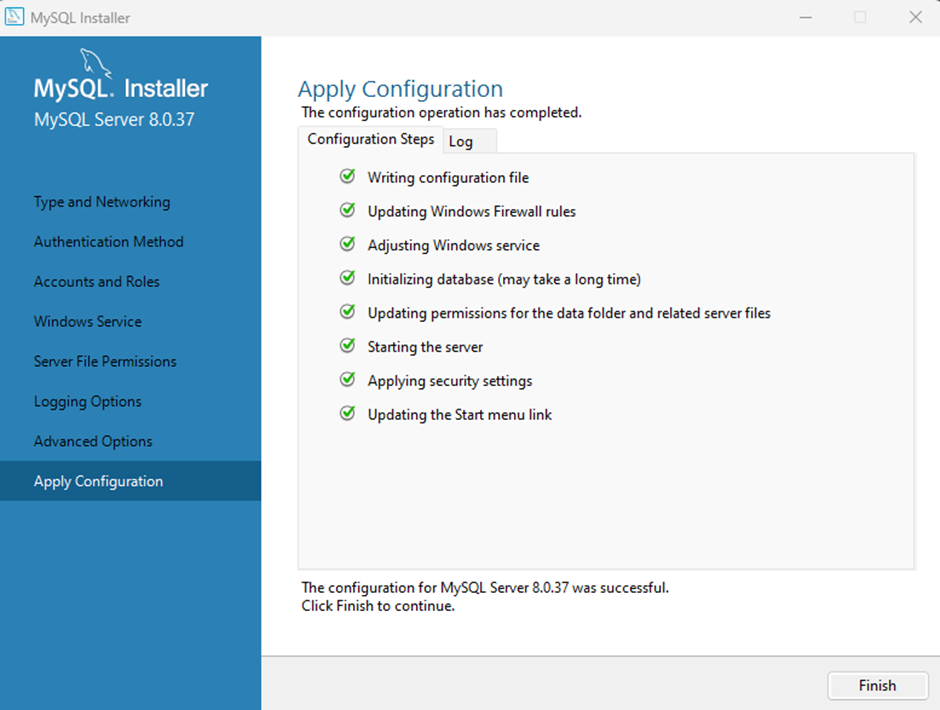 MySQL Installer
MySQL. Installer
MySQL Server 8.0.37
Type and Networking
Authentication Method
Accounts and Roles
Windows Service
Server File Permissions
Logging Options
Advanced Options
Apply Configuration
Apply Configuration
The configuration operation has completed.
Configuration Steps Log
Writing configuration file
Updating Windows Firewall rules
Adjusting Windows service
Initializing database (may take a long time)
Updating permissions for the data folder and related server files
Starting the server
Applying security settings
Updating the Start menu link
The configuration for MySQL Server 8.0.37 was successful.
Click Finish to continue.
Finish